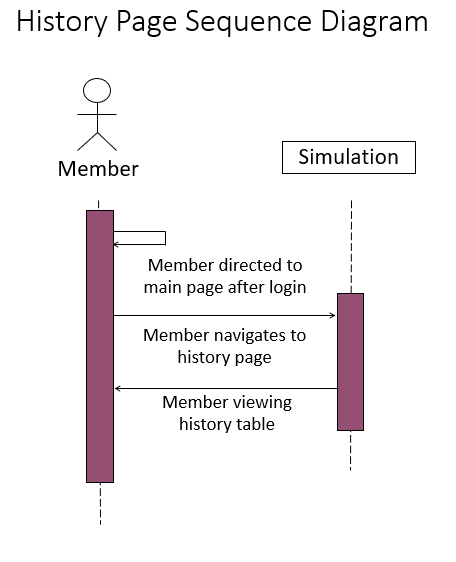 History Page Sequence Diagram
Member
Simulation
Member directed to
main page after login
Member navigates to
history page
Member viewing
history table